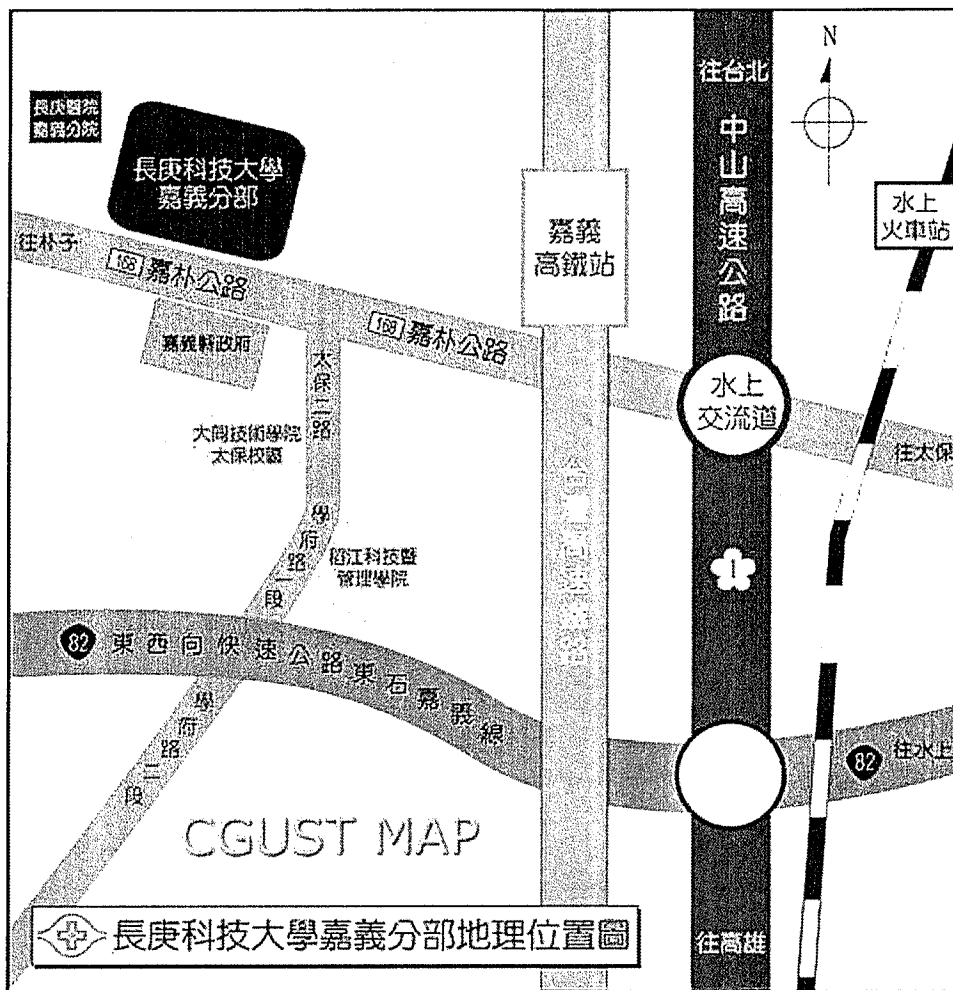 N
往台北
長庚醫院
嘉義分院
中山高速公路
長庚科技大學
嘉義分部
水上
火車站
嘉義
高鐵站
往朴子
168 嘉朴公路
168 嘉朴公路
嘉義縣政府
太保二路
水上
交流道
大同技術學院
太保校區
往太保
台灣高速鐵路
學府路一段
稻江科技暨
管理學院
1
82 東西向快速公路東石嘉義線
學府路二段
82 往水上
CGUST MAP
長庚科技大學嘉義分部地理位置圖
往高雄